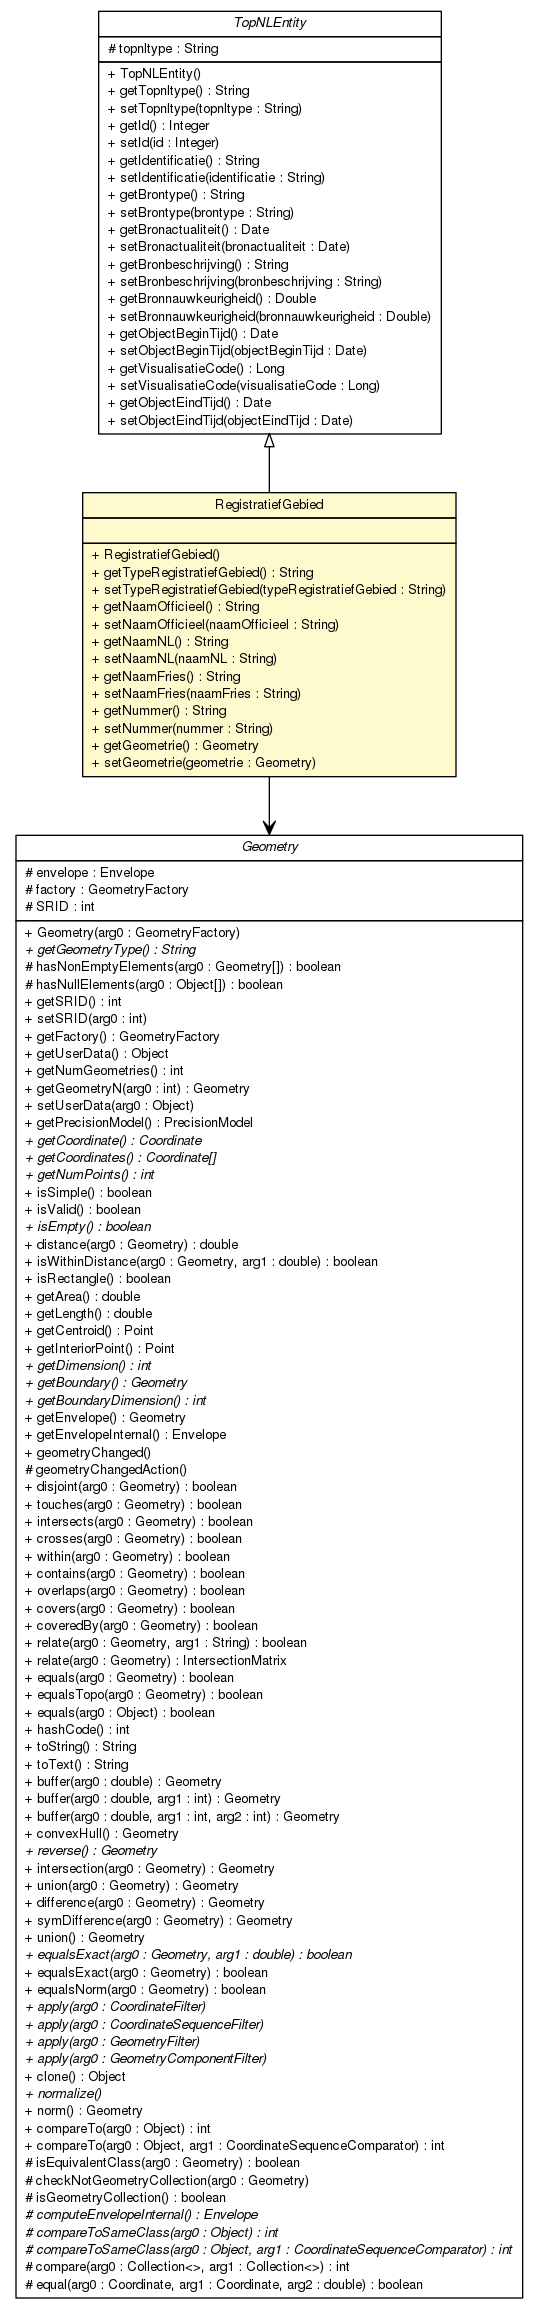 TopNLEntity
# topnltype : String
+ TopNLEntity()
+ getTopnltype() : String
+ setTopnltype(topnltype : String)
+ getId() : Integer
+ setId(id : Integer)
+ getIdentificatie() : String
+ setIdentificatie(identificatie : String)
+ getBrontype() : String
+ setBrontype(brontype : String)
+ getBronactualiteit() : Date
+ setBronactualiteit(bronactualiteit : Date)
+ getBronbeschrijving() : String
+ setBronbeschrijving(bronbeschrijving : String)
+ getBronnauwkeurigheid() : Double
+ setBronnauwkeurigheid(bronnauwkeurigheid : Double)
+ getObjectBeginTijd() : Date
+ setObjectBeginTijd(objectBeginTijd : Date)
+ getVisualisatieCode() : Long
+ setVisualisatieCode(visualisatieCode : Long)
+ getObjectEindTijd() : Date
+ setObjectEindTijd(objectEindTijd : Date)
RegistratiefGebied
+ RegistratiefGebied()
+ getTypeRegistratiefGebied() : String
+ setTypeRegistratiefGebied(typeRegistratiefGebied : String)
+ getNaamOfficieel() : String
+ setNaamOfficieel(naamOfficieel : String)
+ getNaamNL() : String
+ setNaamNL(naamNL : String)
+ getNaamFries() : String
+ setNaamFries(naamFries : String)
+ getNummer() : String
+ setNummer(nummer : String)
+ getGeometrie() : Geometry
+ setGeometrie(geometrie : Geometry)
Geometry
# envelope : Envelope
# factory : GeometryFactory
# SRID : int
+ Geometry(arg0 : GeometryFactory)
+ getGeometryType() : String
# hasNonEmptyElements(arg0 : Geometry[]) : boolean
# hasNullElements(arg0 : Object[]) : boolean
+ getSRID() : int
+ setSRID(arg0 : int)
+ getFactory() : GeometryFactory
+ getUserData() : Object
+ getNumGeometries() : int
+ getGeometryN(arg0 : int) : Geometry
+ setUserData(arg0 : Object)
+ getPrecisionModel() : PrecisionModel
+ getCoordinate() : Coordinate
+ getCoordinates() : Coordinate[]
+ getNumPoints() : int
+ isSimple() : boolean
+ isValid() : boolean
+ isEmpty() : boolean
+ distance(arg0 : Geometry) : double
+ isWithinDistance(arg0 : Geometry, arg1 : double) : boolean
+ isRectangle() : boolean
+ getArea() : double
+ getLength() : double
+ getCentroid() : Point
+ getInteriorPoint() : Point
+ getDimension() : int
+ getBoundary() : Geometry
+ getBoundaryDimension() : int
+ getEnvelope() : Geometry
+ getEnvelopeInternal() : Envelope
+ geometryChanged()
# geometryChangedAction()
+ disjoint(arg0 : Geometry) : boolean
+ touches(arg0 : Geometry) : boolean
+ intersects(arg0 : Geometry) : boolean
+ crosses(arg0 : Geometry) : boolean
+ within(arg0 : Geometry) : boolean
+ contains(arg0 : Geometry) : boolean
+ overlaps(arg0 : Geometry) : boolean
+ covers(arg0 : Geometry) : boolean
+ coveredBy(arg0 : Geometry) : boolean
+ relate(arg0 : Geometry, arg1 : String) : boolean
+ relate(arg0 : Geometry) : IntersectionMatrix
+ equals(arg0 : Geometry) : boolean
+ equalsTopo(arg0 : Geometry) : boolean
+ equals(arg0 : Object) : boolean
+ hashCode() : int
+ toString() : String
+ toText() : String
+ buffer(arg0 : double) : Geometry
+ buffer(arg0 : double, arg1 : int) : Geometry
+ buffer(arg0 : double, arg1 : int, arg2 : int) : Geometry
+ convexHull() : Geometry
+ reverse() : Geometry
+ intersection(arg0 : Geometry) : Geometry
+ union(arg0 : Geometry) : Geometry
+ difference(arg0 : Geometry) : Geometry
+ symDifference(arg0 : Geometry) : Geometry
+ union() : Geometry
+ equalsExact(arg0 : Geometry, arg1 : double) : boolean
+ equalsExact(arg0 : Geometry) : boolean
+ equalsNorm(arg0 : Geometry) : boolean
+ apply(arg0 : CoordinateFilter)
+ apply(arg0 : CoordinateSequenceFilter)
+ apply(arg0 : GeometryFilter)
+ apply(arg0 : GeometryComponentFilter)
+ clone() : Object
+ normalize()
+ norm() : Geometry
+ compareTo(arg0 : Object) : int
+ compareTo(arg0 : Object, arg1 : CoordinateSequenceComparator) : int
# isEquivalentClass(arg0 : Geometry) : boolean
# checkNotGeometryCollection(arg0 : Geometry)
# isGeometryCollection() : boolean
# computeEnvelopeInternal() : Envelope
# compareToSameClass(arg0 : Object) : int
# compareToSameClass(arg0 : Object, arg1 : CoordinateSequenceComparator) : int
# compare(arg0 : Collection<>, arg1 : Collection<>) : int
# equal(arg0 : Coordinate, arg1 : Coordinate, arg2 : double) : boolean